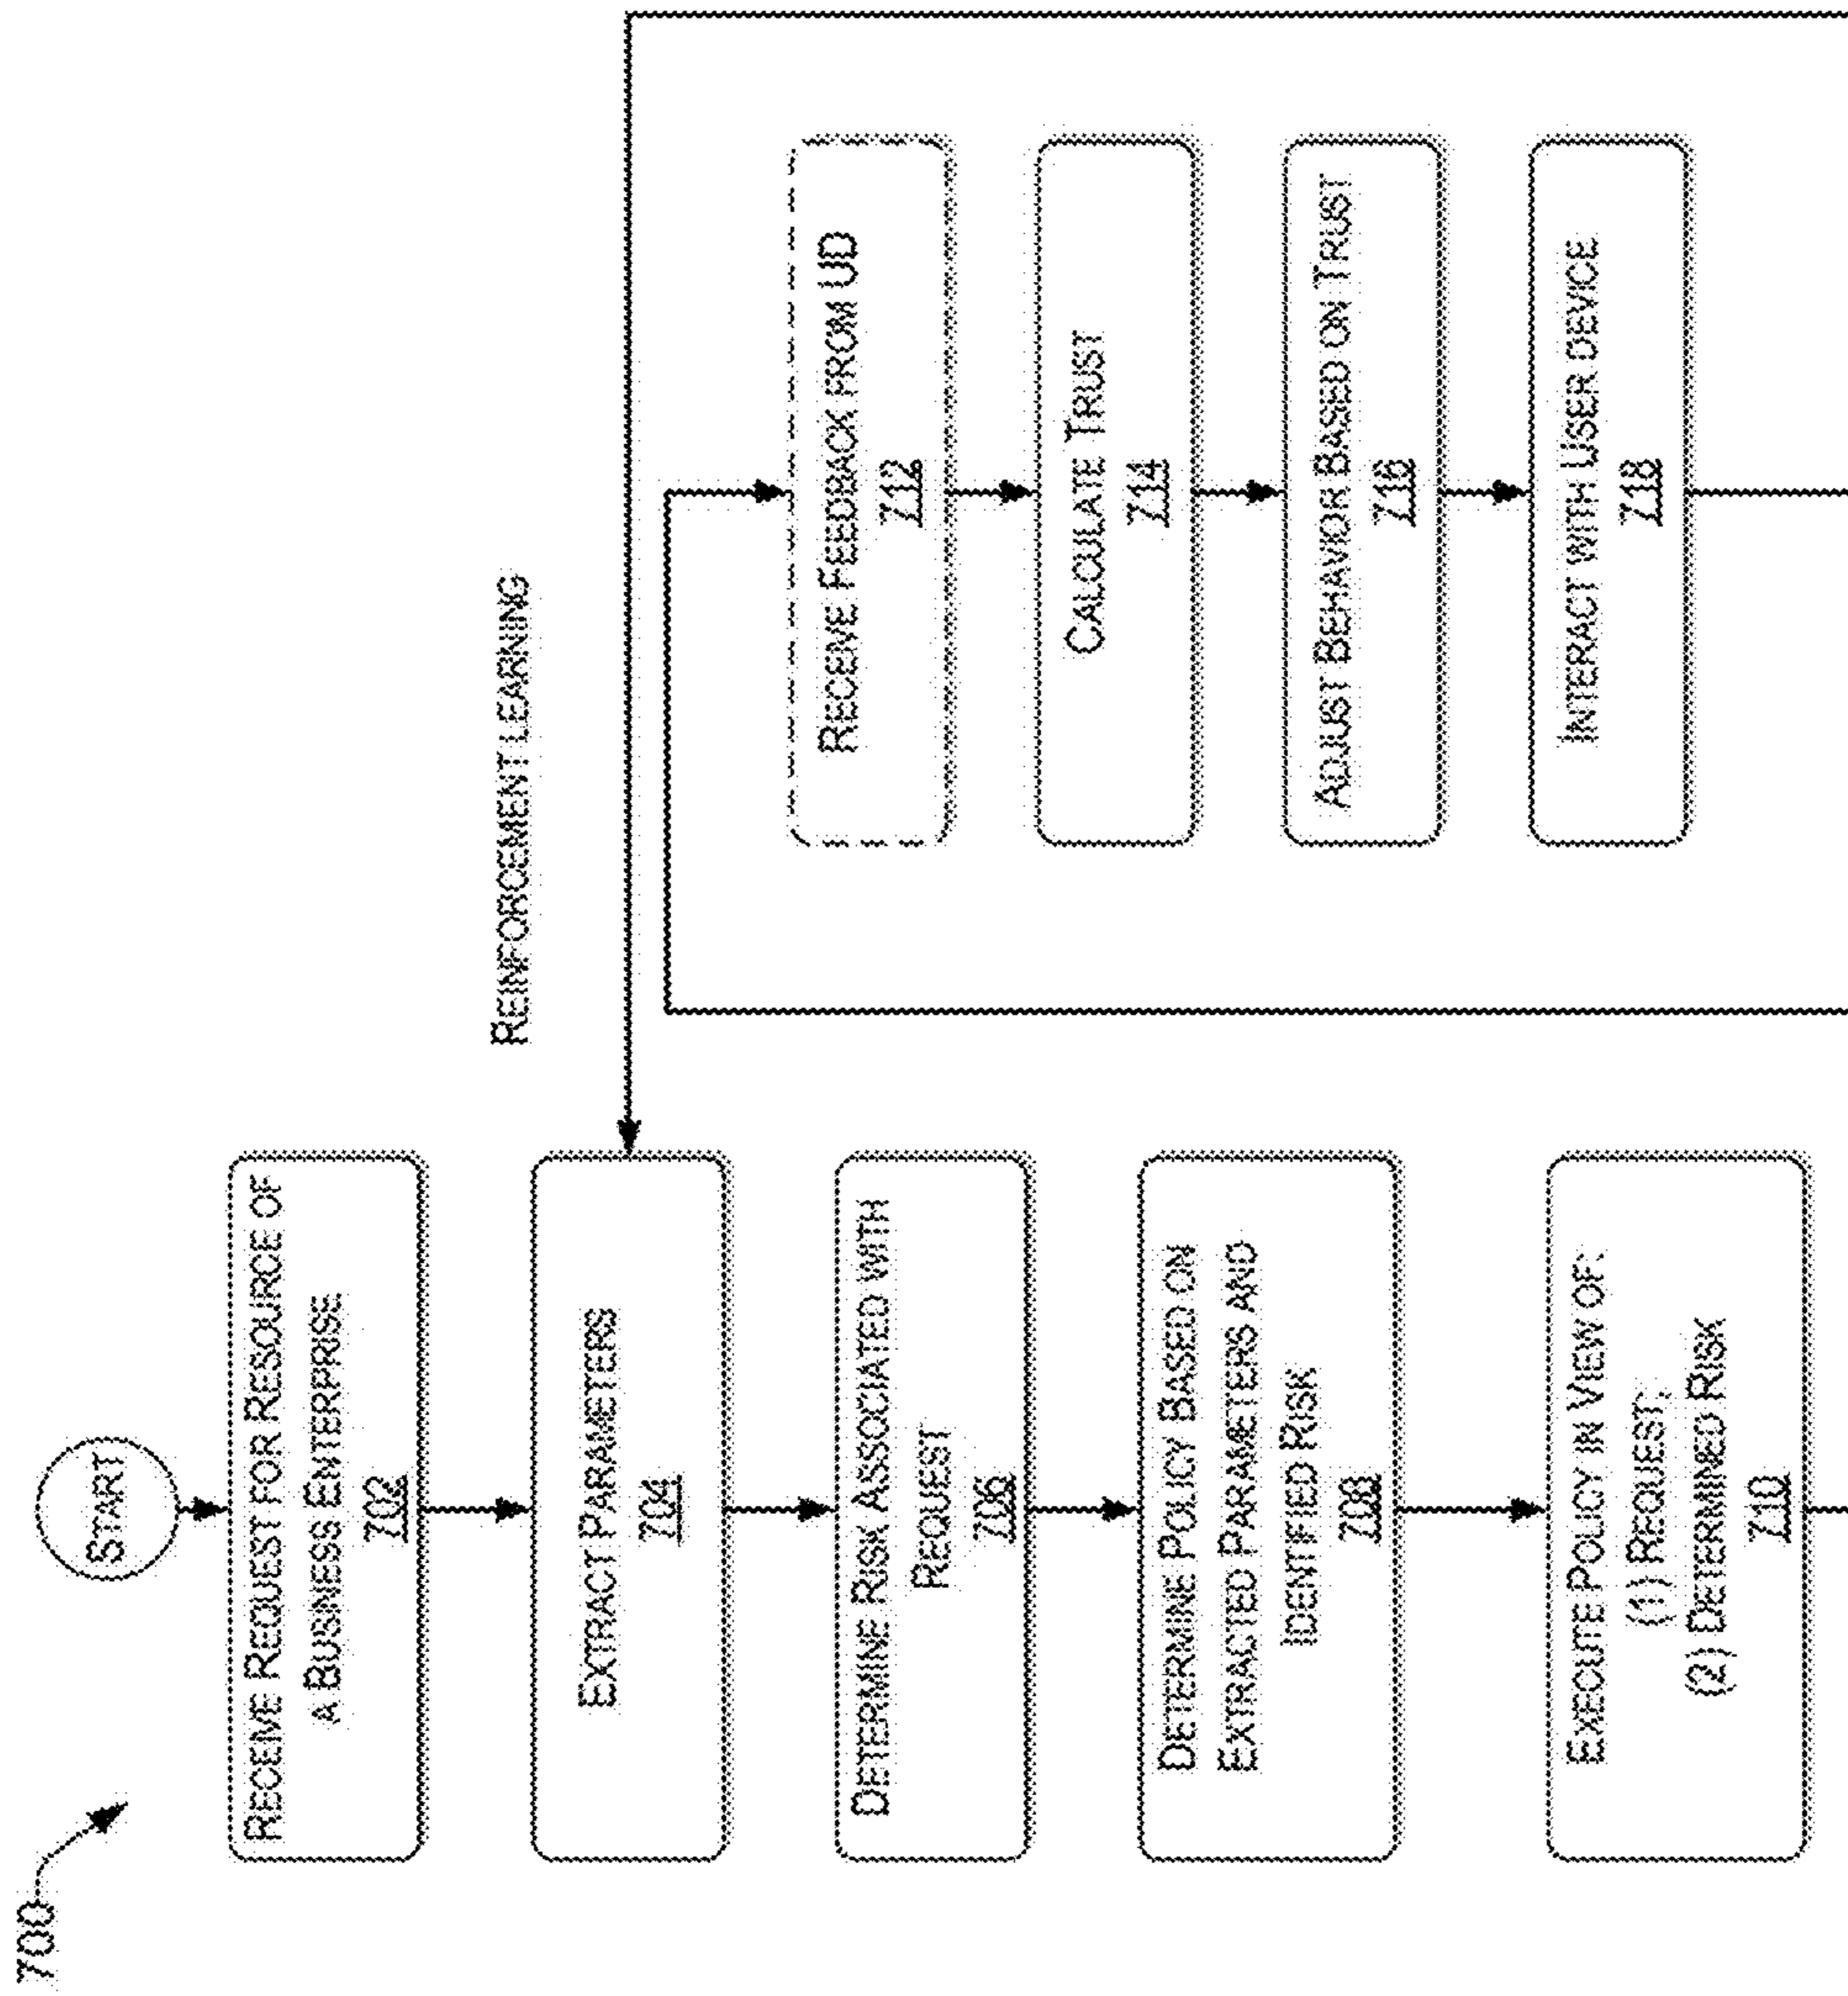 700
START
RECEIVE REQUEST FOR RESOURCE OF
A BUSINESS ENTERPRISE
702
EXTRACT PARAMETERS
704
DETERMINE RISK ASSOCIATED WITH
REQUEST
706
DETERMINE POLICY BASED ON
EXTRACTED PARAMETERS AND
IDENTIFIED RISK
708
EXECUTE POLICY IN VIEW OF:
(1) REQUEST;
(2) DETERMINED RISK
710
REINFORCEMENT LEARNING
RECEIVE FEEDBACK FROM UD
712
CALCULATE TRUST
714
ADJUST BEHAVIOR BASED ON TRUST
716
INTERACT WITH USER DEVICE
718